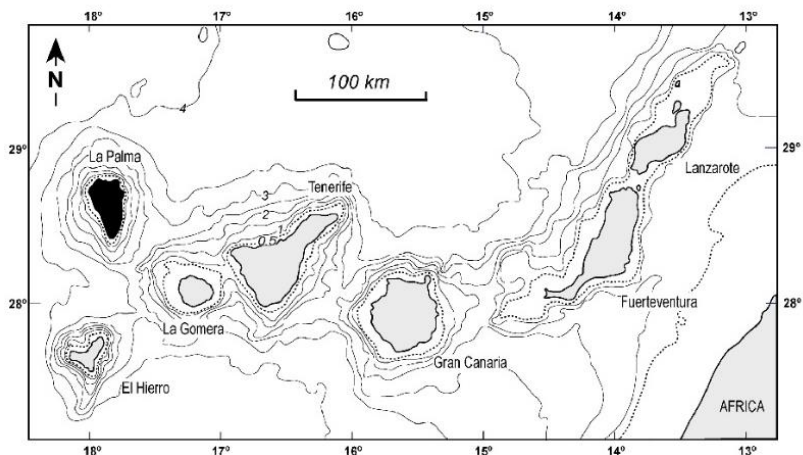 18° 17° 16° 15° 14° 13°
N
100 km
4
29° 29°
La Palma
Lanzarote
3
Tenerife
2
1
0.5
28° 28°
La Gomera
Fuerteventura
Gran Canaria
El Hierro
AFRICA
18° 17° 16° 15° 14° 13°